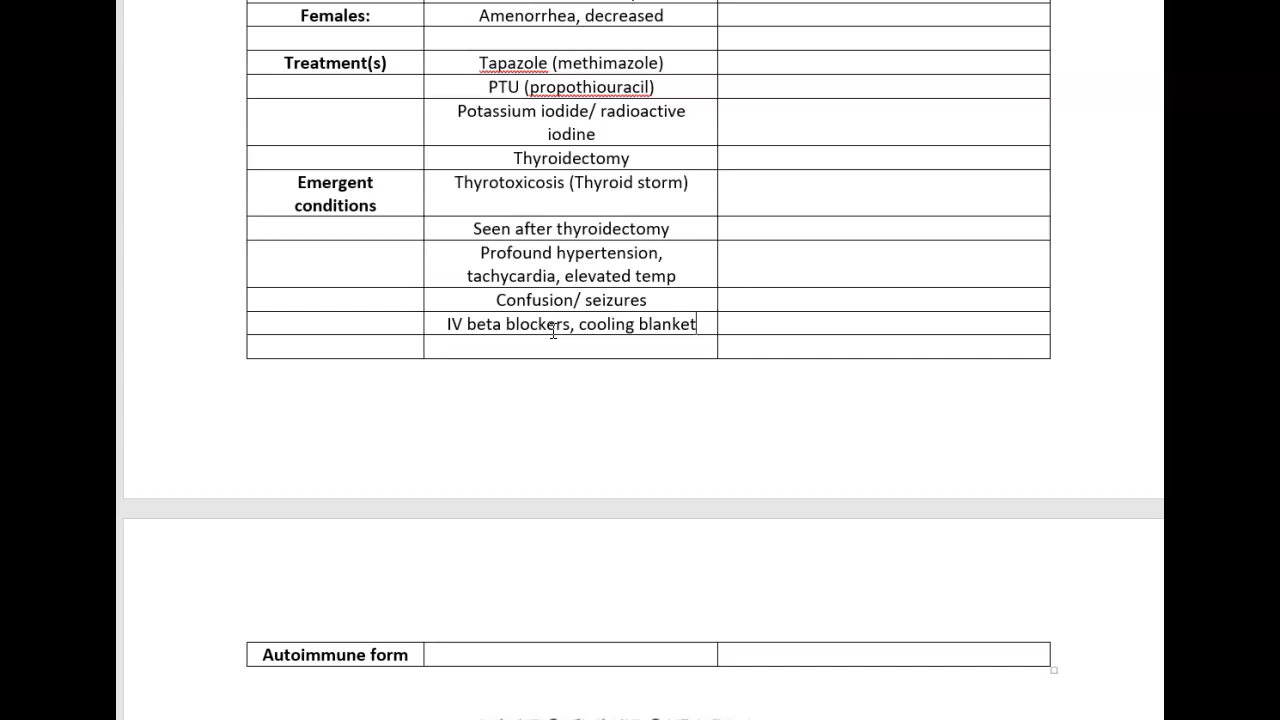 Females: Amenorrhea, decreased
Treatment(s) Tapazole (methimazole)
PTU (propothiouracil)
Potassium iodide/ radioactive
iodine
Thyroidectomy
Emergent Thyrotoxicosis (Thyroid storm)
conditions
Seen after thyroidectomy
Profound hypertension,
tachycardia, elevated temp
Confusion/ seizures
IV beta blockers, cooling blanket
Autoimmune form